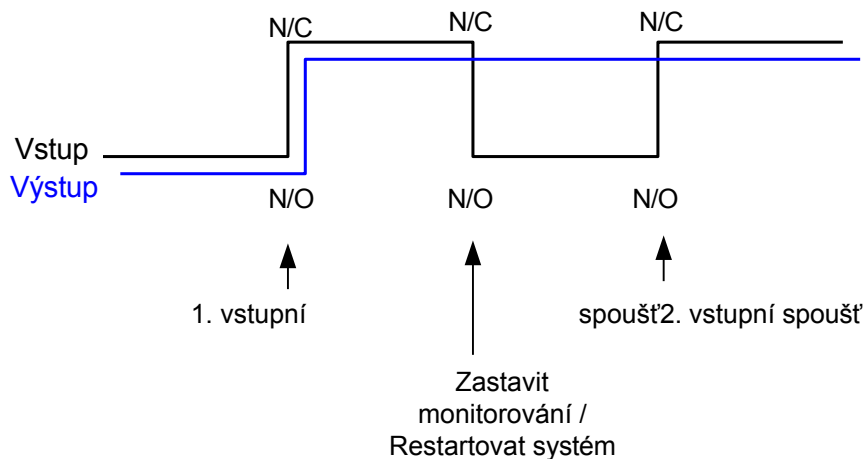 N/C N/C N/C
Vstup
Výstup
N/O N/O N/O
1. vstupní spoušť2. vstupní spoušť
Zastavit
monitorování /
Restartovat systém